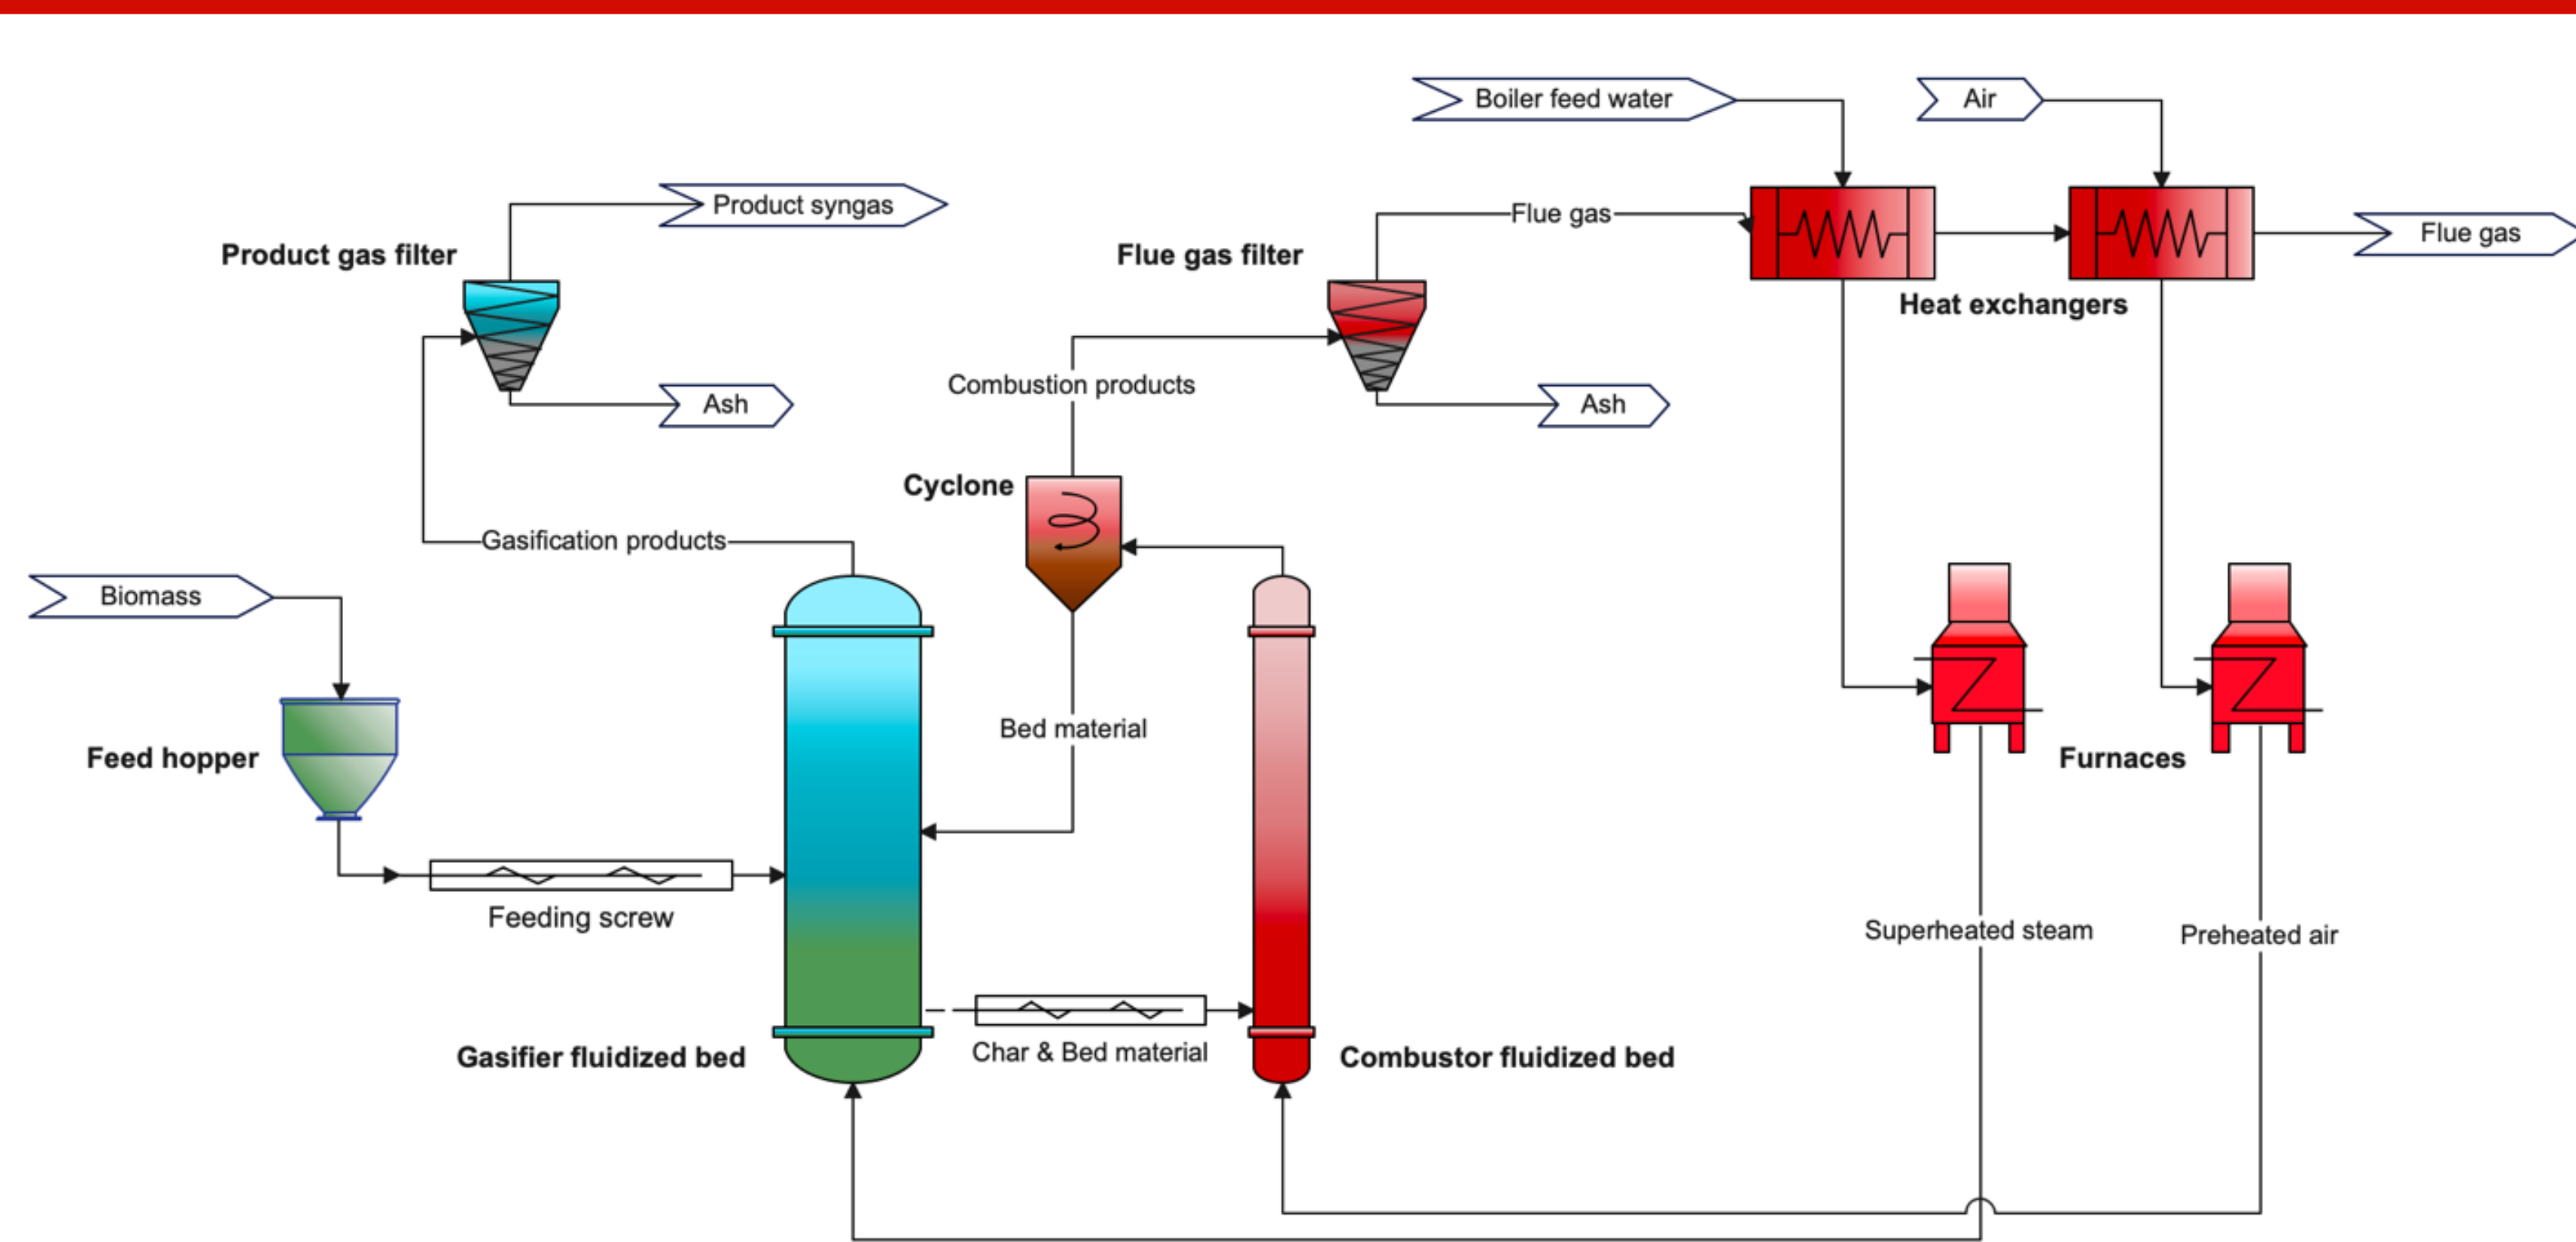 Boiler feed water
Air
Product syngas
Flue gas
Flue gas
Product gas filter
Flue gas filter
Heat exchangers
Combustion products
Ash
Ash
Cyclone
Gasification products
Biomass
Bed material
Feed hopper
Furnaces
Feeding screw
Superheated steam
Preheated air
Char & Bed material
Gasifier fluidized bed
Combustor fluidized bed